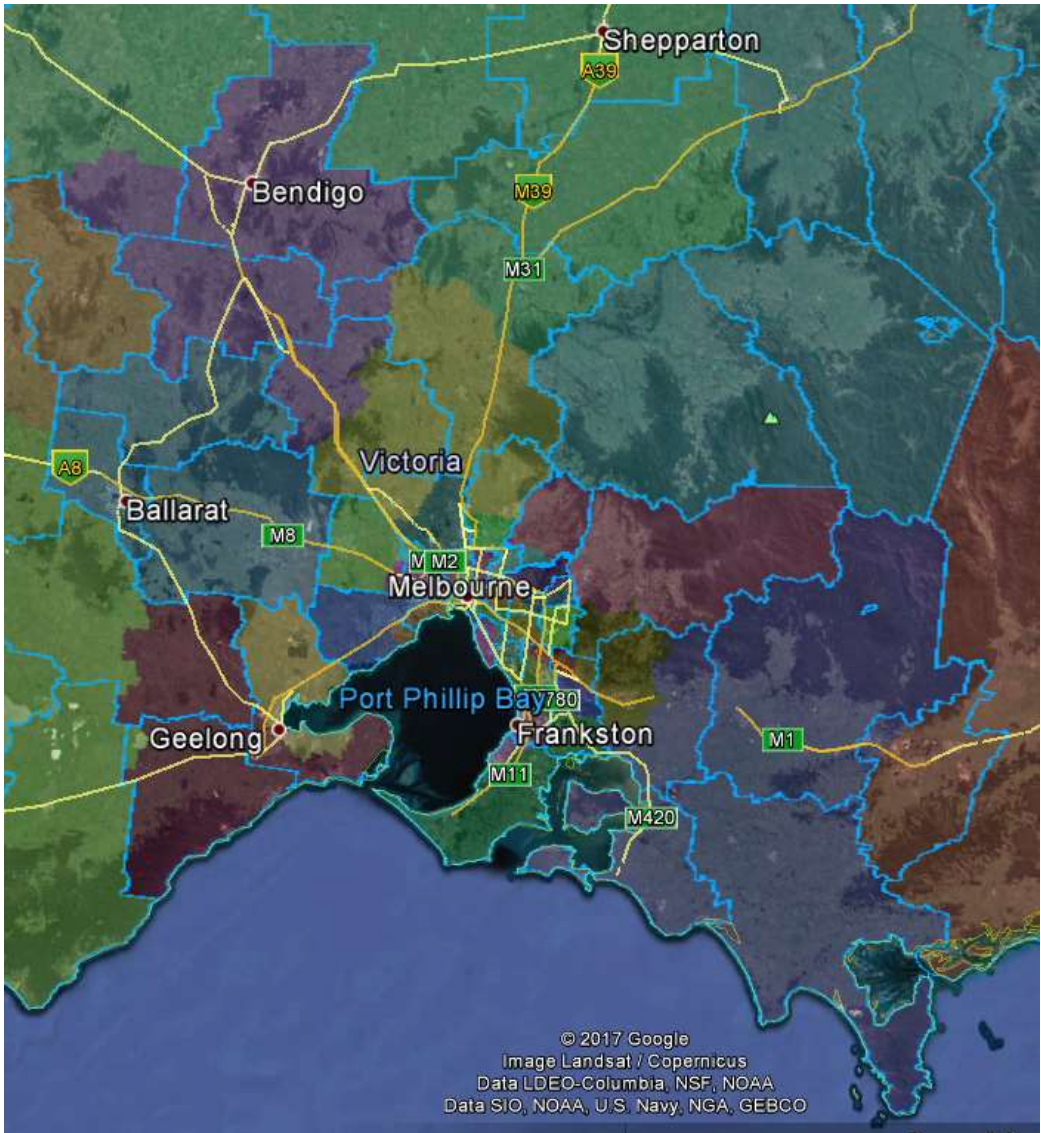 Shepparton
A39
Bendigo
M39
M31
Victoria
A8
Ballarat
M8
M2
Melbourne
Port Phillip Bay
780
Geelong
Frankston
M1
M11
M420
© 2017 Google
Image Landsat / Copernicus
Data LDEO-Columbia, NSF, NOAA
Data SIO, NOAA, U.S. Navy, NGA, GEBCO